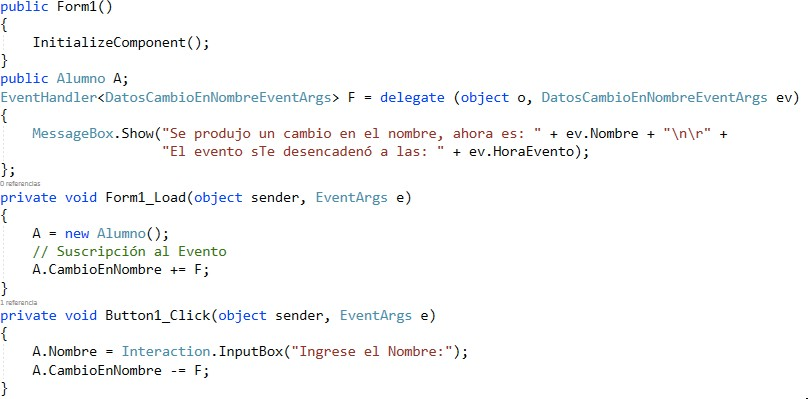 public Form1()
{
InitializeComponent();
}
public Alumno A;
EventHandler<DatosCambioEnNombreEventArgs> F = delegate (object o, DatosCambioEnNombreEventArgs ev)
{
MessageBox.Show("Se produjo un cambio en el nombre, ahora es: " + ev.Nombre + "\n\r" +
"El evento sTe desencadenó a las: " + ev.HoraEvento);
};
0 referencias
private void Form1_Load(object sender, EventArgs e)
{
A = new Alumno();
// Suscripción al Evento
A.CambioEnNombre += F;
}
1 referencia
private void Button1_Click(object sender, EventArgs e)
{
A.Nombre = Interaction.InputBox("Ingrese el Nombre:");
A.CambioEnNombre -= F;
}